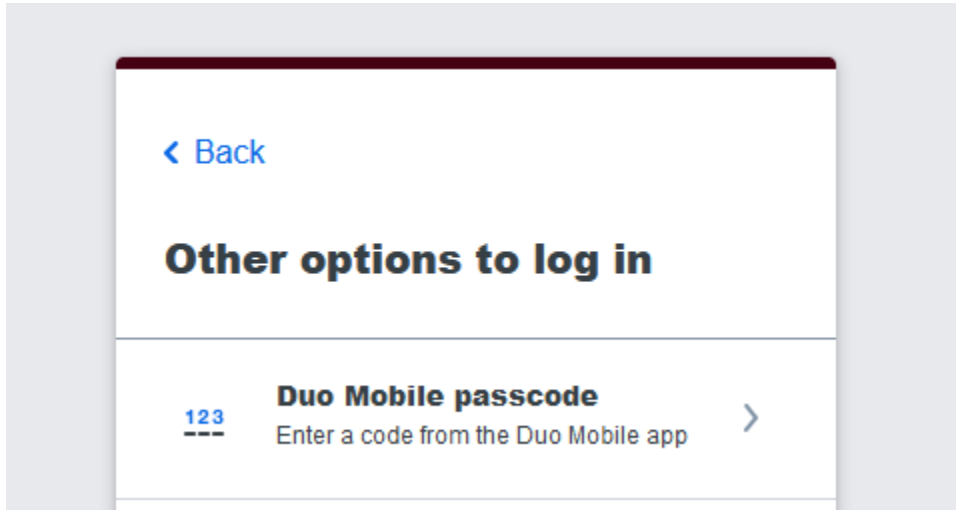 Back
Other options to log in
Duo Mobile passcode
123
Enter a code from the Duo Mobile app